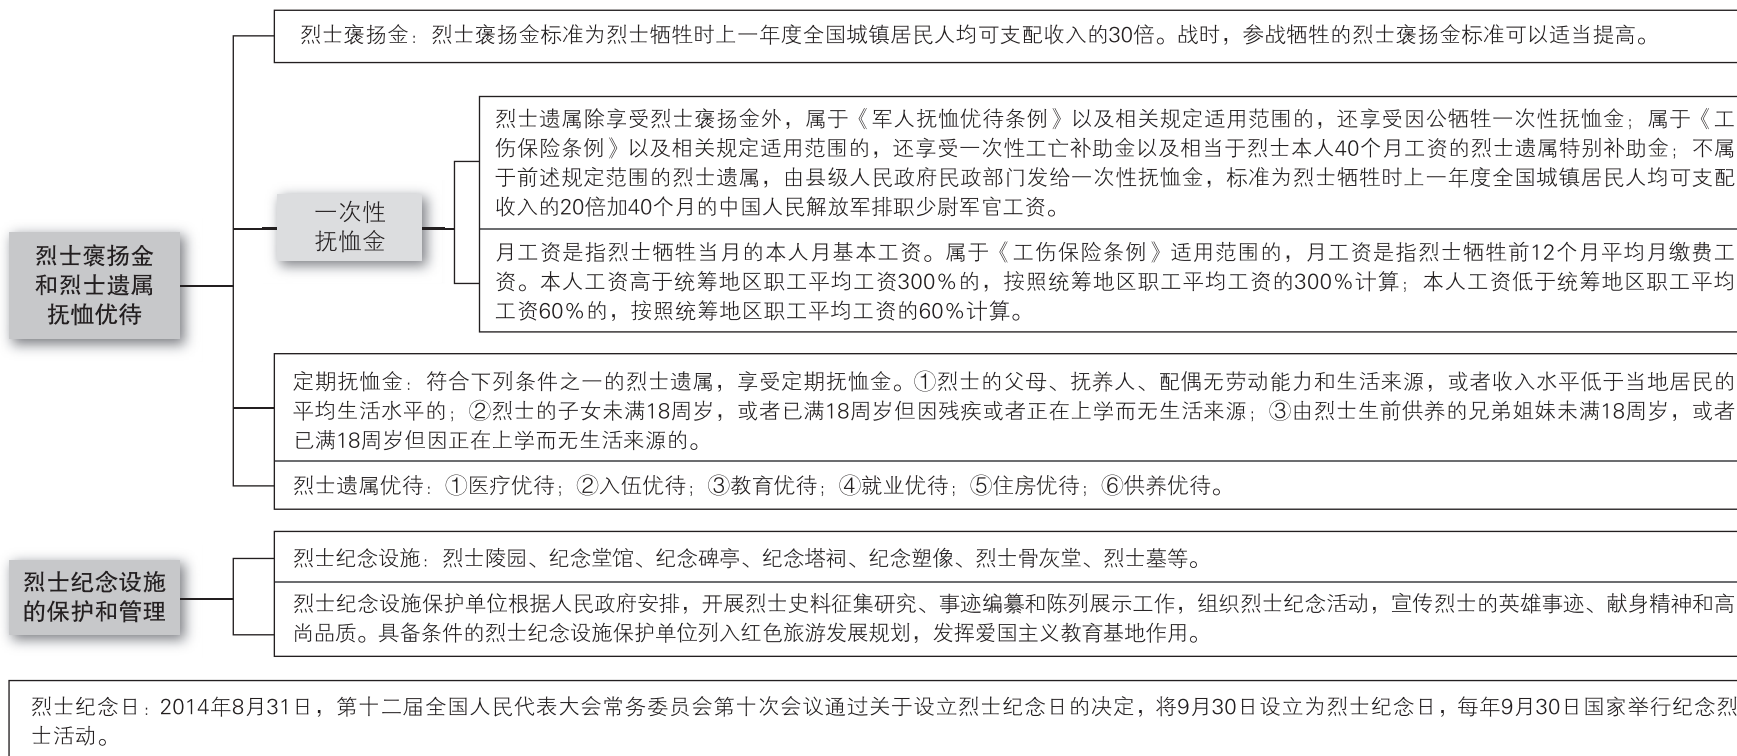 烈士褒扬金：烈士褒扬金标准为烈士牺牲时上一年度全国城镇居民人均可支配收入的30倍。战时，参战牺牲的烈士褒扬金标准可以适当提高。
烈士褒扬金
和烈士遗属
抚恤优待
一次性
抚恤金
烈士遗属除享受烈士褒扬金外，属于《军人抚恤优待条例》以及相关规定适用范围的，还享受因公牺牲一次性抚恤金；属于《工
伤保险条例》以及相关规定适用范围的，还享受一次性工亡补助金以及相当于烈士本人40个月工资的烈士遗属特别补助金；不属
于前述规定范围的烈士遗属，由县级人民政府民政部门发给一次性抚恤金，标准为烈士牺牲时上一年度全国城镇居民人均可支配
收入的20倍加40个月的中国人民解放军排职少尉军官工资。
月工资是指烈士牺牲当月的本人月基本工资。属于《工伤保险条例》适用范围的，月工资是指烈士牺牲前12个月平均月缴费工
资。本人工资高于统筹地区职工平均工资300%的，按照统筹地区职工平均工资的300%计算；本人工资低于统筹地区职工平均
工资60%的，按照统筹地区职工平均工资的60%计算。
定期抚恤金：符合下列条件之一的烈士遗属，享受定期抚恤金。①烈士的父母、抚养人、配偶无劳动能力和生活来源，或者收入水平低于当地居民的
平均生活水平的；②烈士的子女未满18周岁，或者已满18周岁但因残疾或者正在上学而无生活来源；③由烈士生前供养的兄弟姐妹未满18周岁，或者
已满18周岁但因正在上学而无生活来源的。
烈士遗属优待：①医疗优待；②入伍优待；③教育优待；④就业优待；⑤住房优待；⑥供养优待。
烈士纪念设施
的保护和管理
烈士纪念设施：烈士陵园、纪念堂馆、纪念碑亭、纪念塔祠、纪念塑像、烈士骨灰堂、烈士墓等。
烈士纪念设施保护单位根据人民政府安排，开展烈士史料征集研究、事迹编纂和陈列展示工作，组织烈士纪念活动，宣传烈士的英雄事迹、献身精神和高
尚品质。具备条件的烈士纪念设施保护单位列入红色旅游发展规划，发挥爱国主义教育基地作用。
烈士纪念日：2014年8月31日，第十二届全国人民代表大会常务委员会第十次会议通过关于设立烈士纪念日的决定，将9月30日设立为烈士纪念日，每年9月30日国家举行纪念烈
士活动。